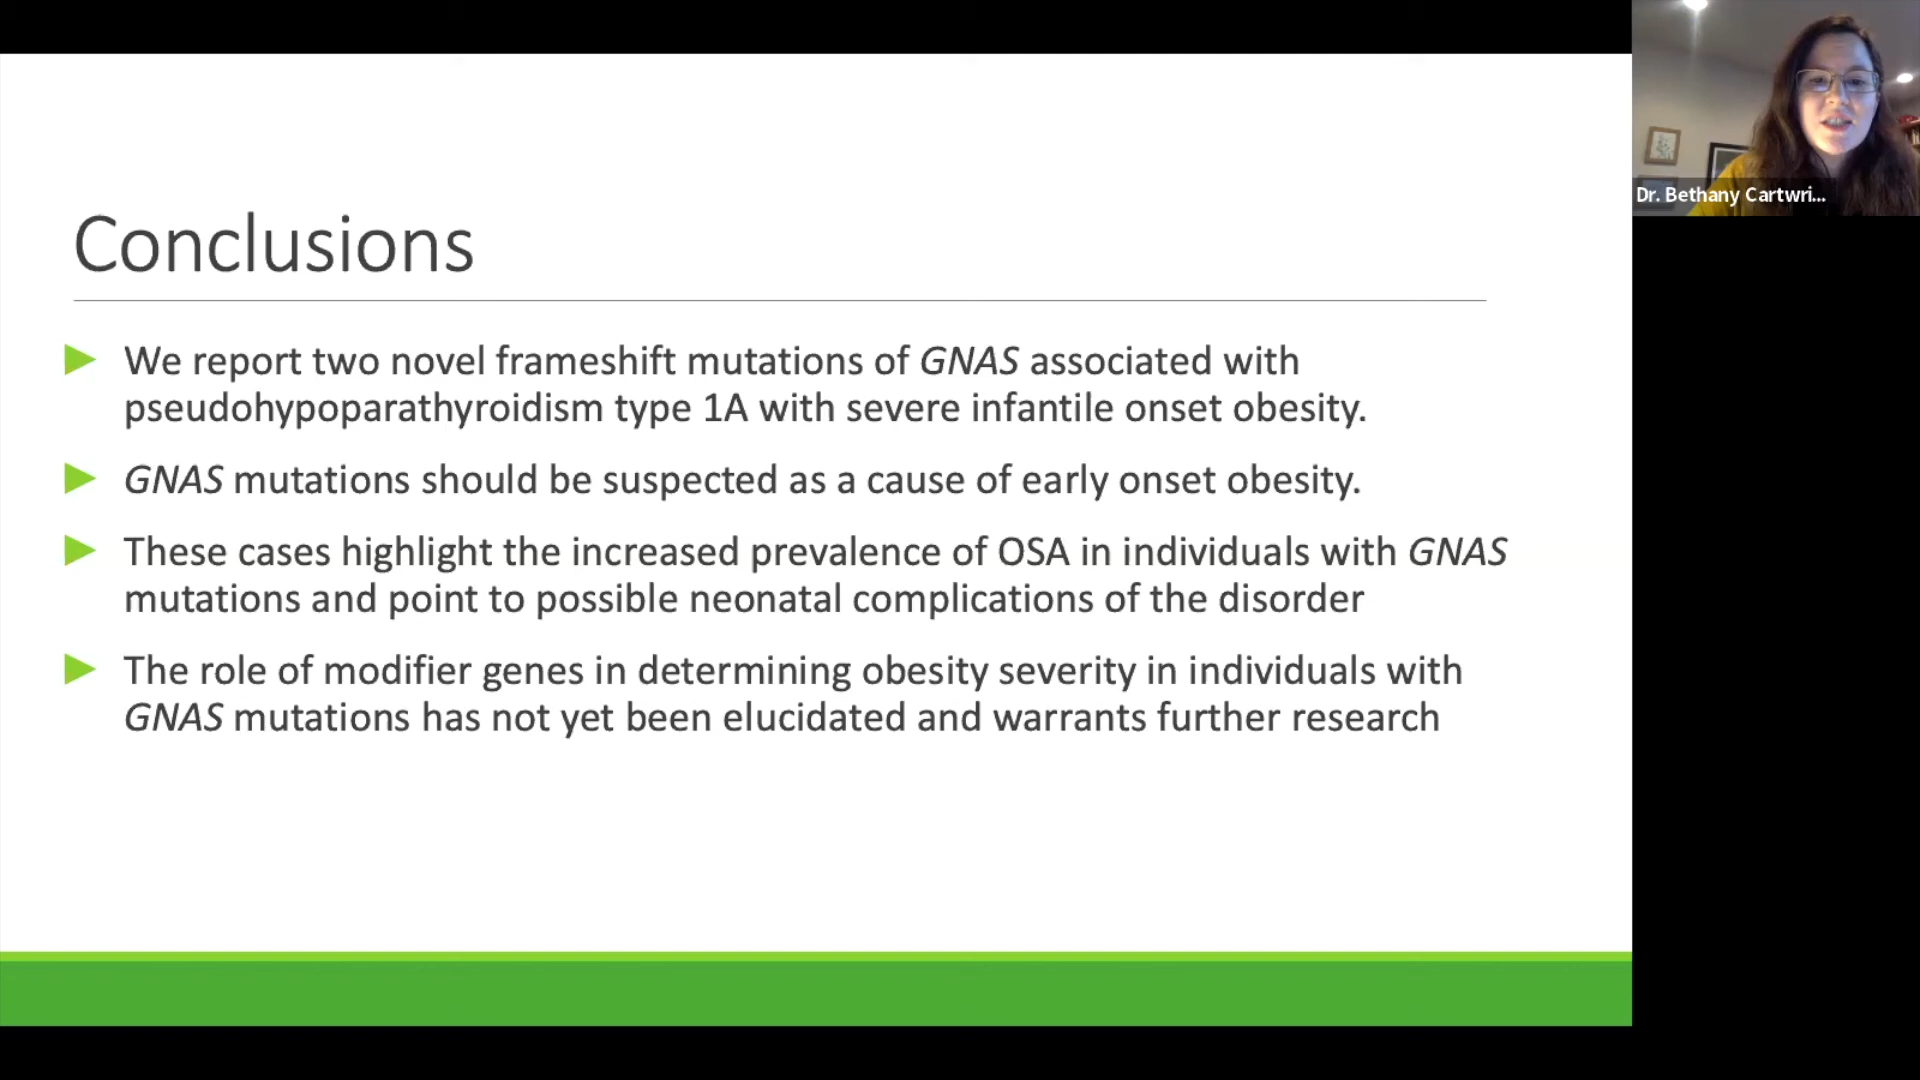 Conclusions
We report two novel frameshift mutations of GNAS associated with
pseudohypoparathyroidism type 1A with severe infantile onset obesity.
GNAS mutations should be suspected as a cause of early onset obesity.
These cases highlight the increased prevalence of OSA in individuals with GNAS
mutations and point to possible neonatal complications of the disorder
The role of modifier genes in determining obesity severity in individuals with
GNAS mutations has not yet been elucidated and warrants further research
Dr. Bethany Cartwri...